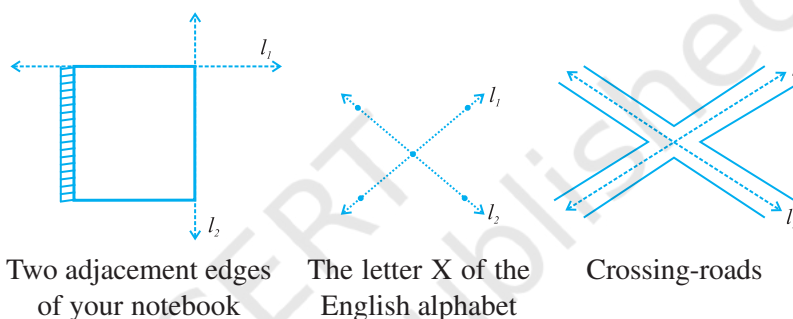 l₁
l₂
Two adjacement edges
of your notebook
l₁
l₂
The letter X of the
English alphabet
Crossing-roads